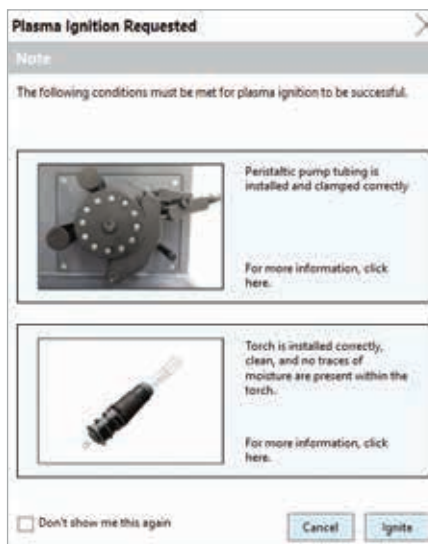 Plasma Ignition Requested
Note
The following conditions must be met for plasma ignition to be successful.
Peristaltic pump tubing is
installed and clamped correctly
For more information, click
here.
Torch is installed correctly,
clean, and no traces of
moisture are present within the
torch.
For more information, click
here.
Don't show me this again
Cancel
Ignite